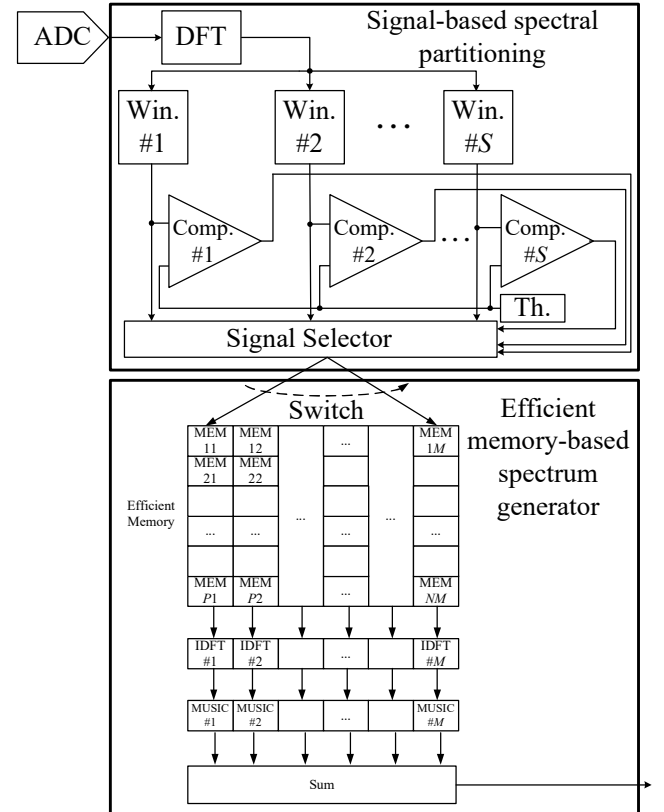 ADC
DFT
Signal-based spectral
partitioning
Win.
#1
Win.
#2
...
Win.
#S
Comp.
#1
Comp.
#2
...
Comp.
#S
Th.
Signal Selector
Switch
Efficient
memory-based
spectrum
generator
Efficient
Memory
MEM
11
MEM
12
...
MEM
1M
MEM
21
MEM
22
...
...
...
...
...
...
MEM
P1
MEM
P2
...
MEM
NM
IDFT
#1
IDFT
#2
...
IDFT
#M
MUSIC
#1
MUSIC
#2
...
MUSIC
#M
Sum